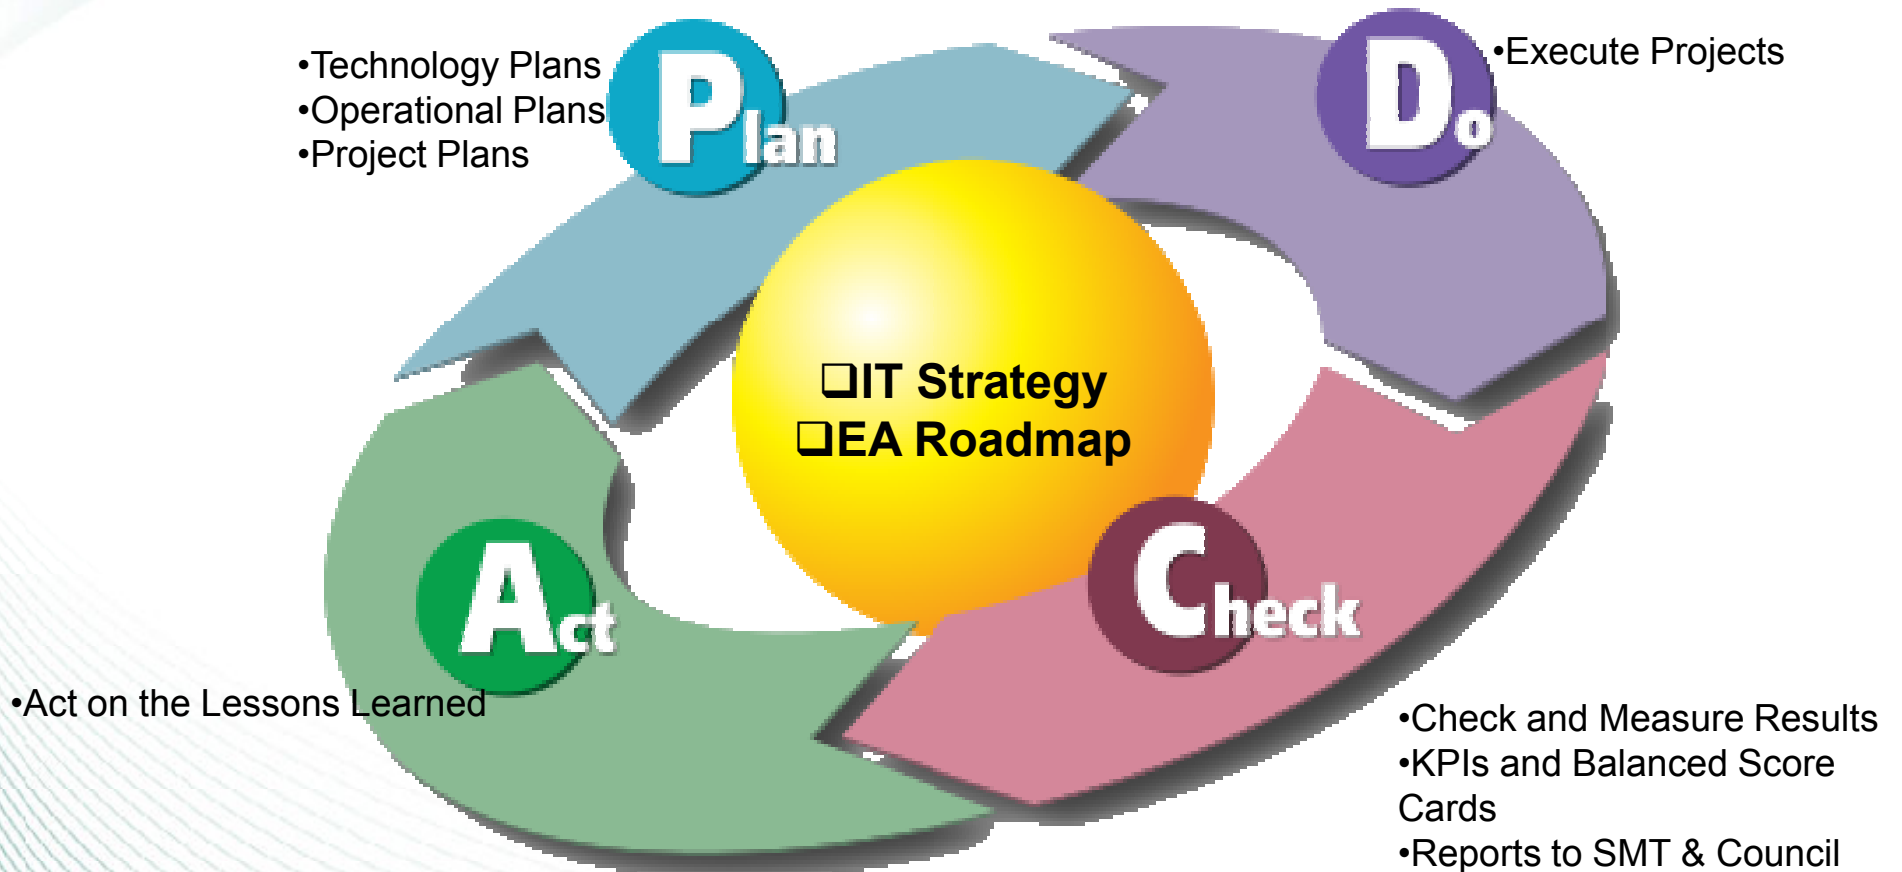 •Technology Plans
•Operational Plans
•Project Plans
Plan
Do
•Execute Projects
❑IT Strategy
❑EA Roadmap
Act
•Act on the Lessons Learned
Check
•Check and Measure Results
•KPIs and Balanced Score
Cards
•Reports to SMT & Council